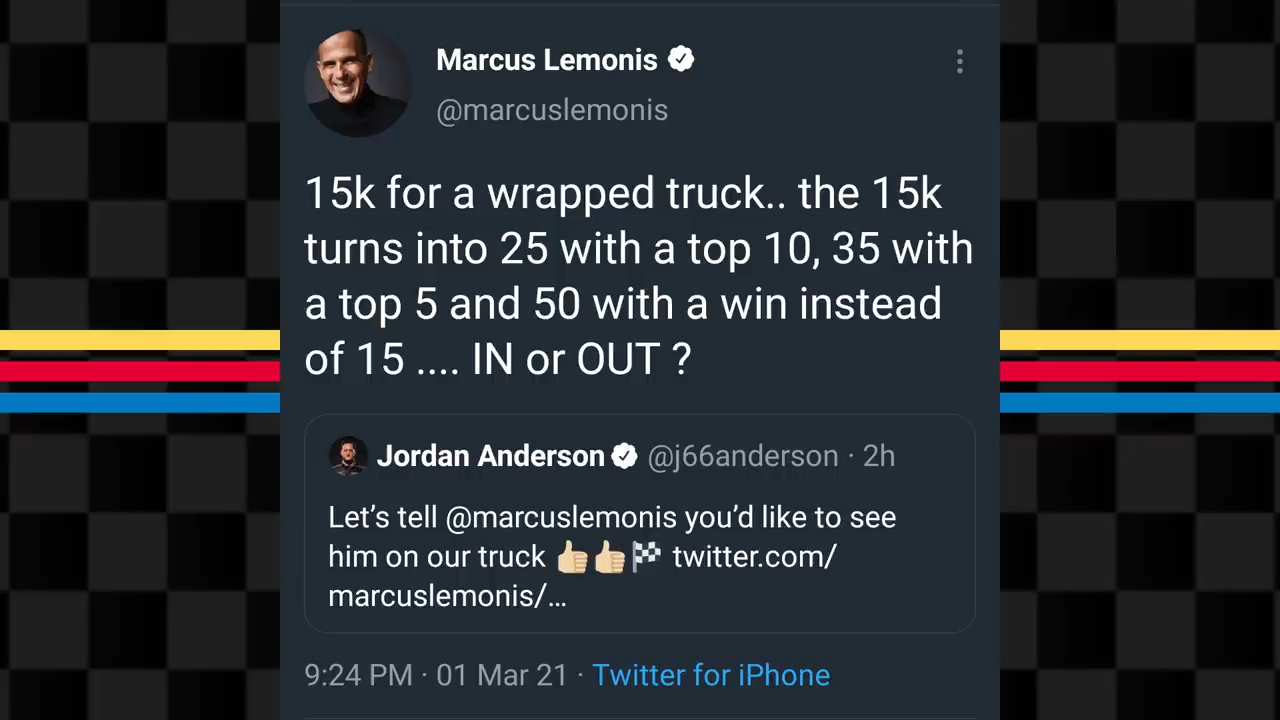 Marcus Lemonis
@marcuslemonis
15k for a wrapped truck.. the 15k
turns into 25 with a top 10, 35 with
a top 5 and 50 with a win instead
of 15 .... IN or OUT ?
Jordan Anderson @j66anderson · 2h
Let’s tell @marcuslemonis you’d like to see
him on our truck 👍🏼👍🏼🏁 twitter.com/
marcuslemonis/…
9:24 PM · 01 Mar 21 · Twitter for iPhone